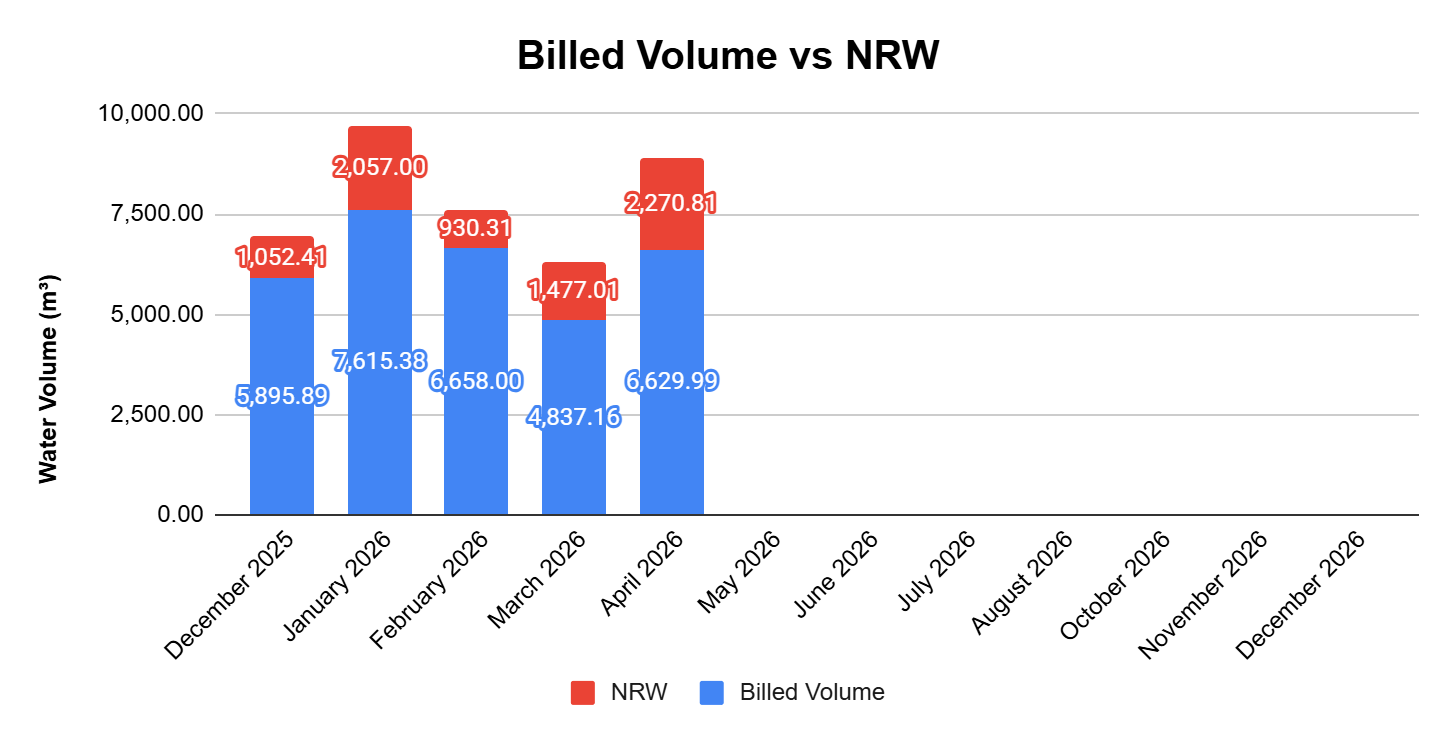 Billed Volume vs NRW
Water Volume (m³)
10,000.00
7,500.00
5,000.00
2,500.00
0.00
1,052.41
2,057.00
930.31
1,477.01
2,270.81
5,895.89
7,615.38
6,658.00
4,837.16
6,629.99
December 2025
January 2026
February 2026
March 2026
April 2026
May 2026
June 2026
July 2026
August 2026
October 2026
November 2026
December 2026
NRW
Billed Volume